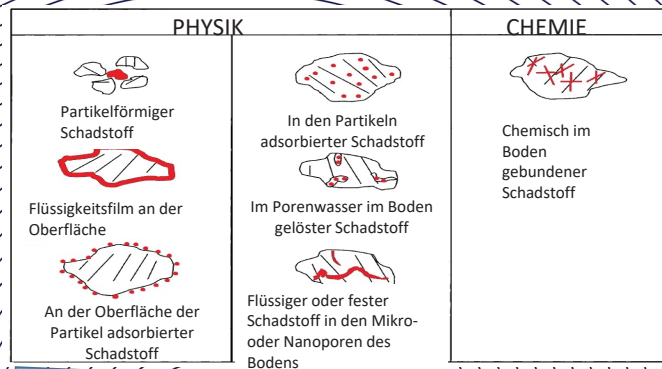 PHYSIK
CHEMIE
Partikelförmiger
Schadstoff
Flüssigkeitsfilm an der
Oberfläche
An der Oberfläche der
Partikel adsorbierter
Schadstoff
In den Partikeln
adsorbierter Schadstoff
Im Porenwasser im Boden
gelöster Schadstoff
Flüssiger oder fester
Schadstoff in den Mikro-
oder Nanoporen des
Bodens
Chemisch im
Boden
gebundener
Schadstoff